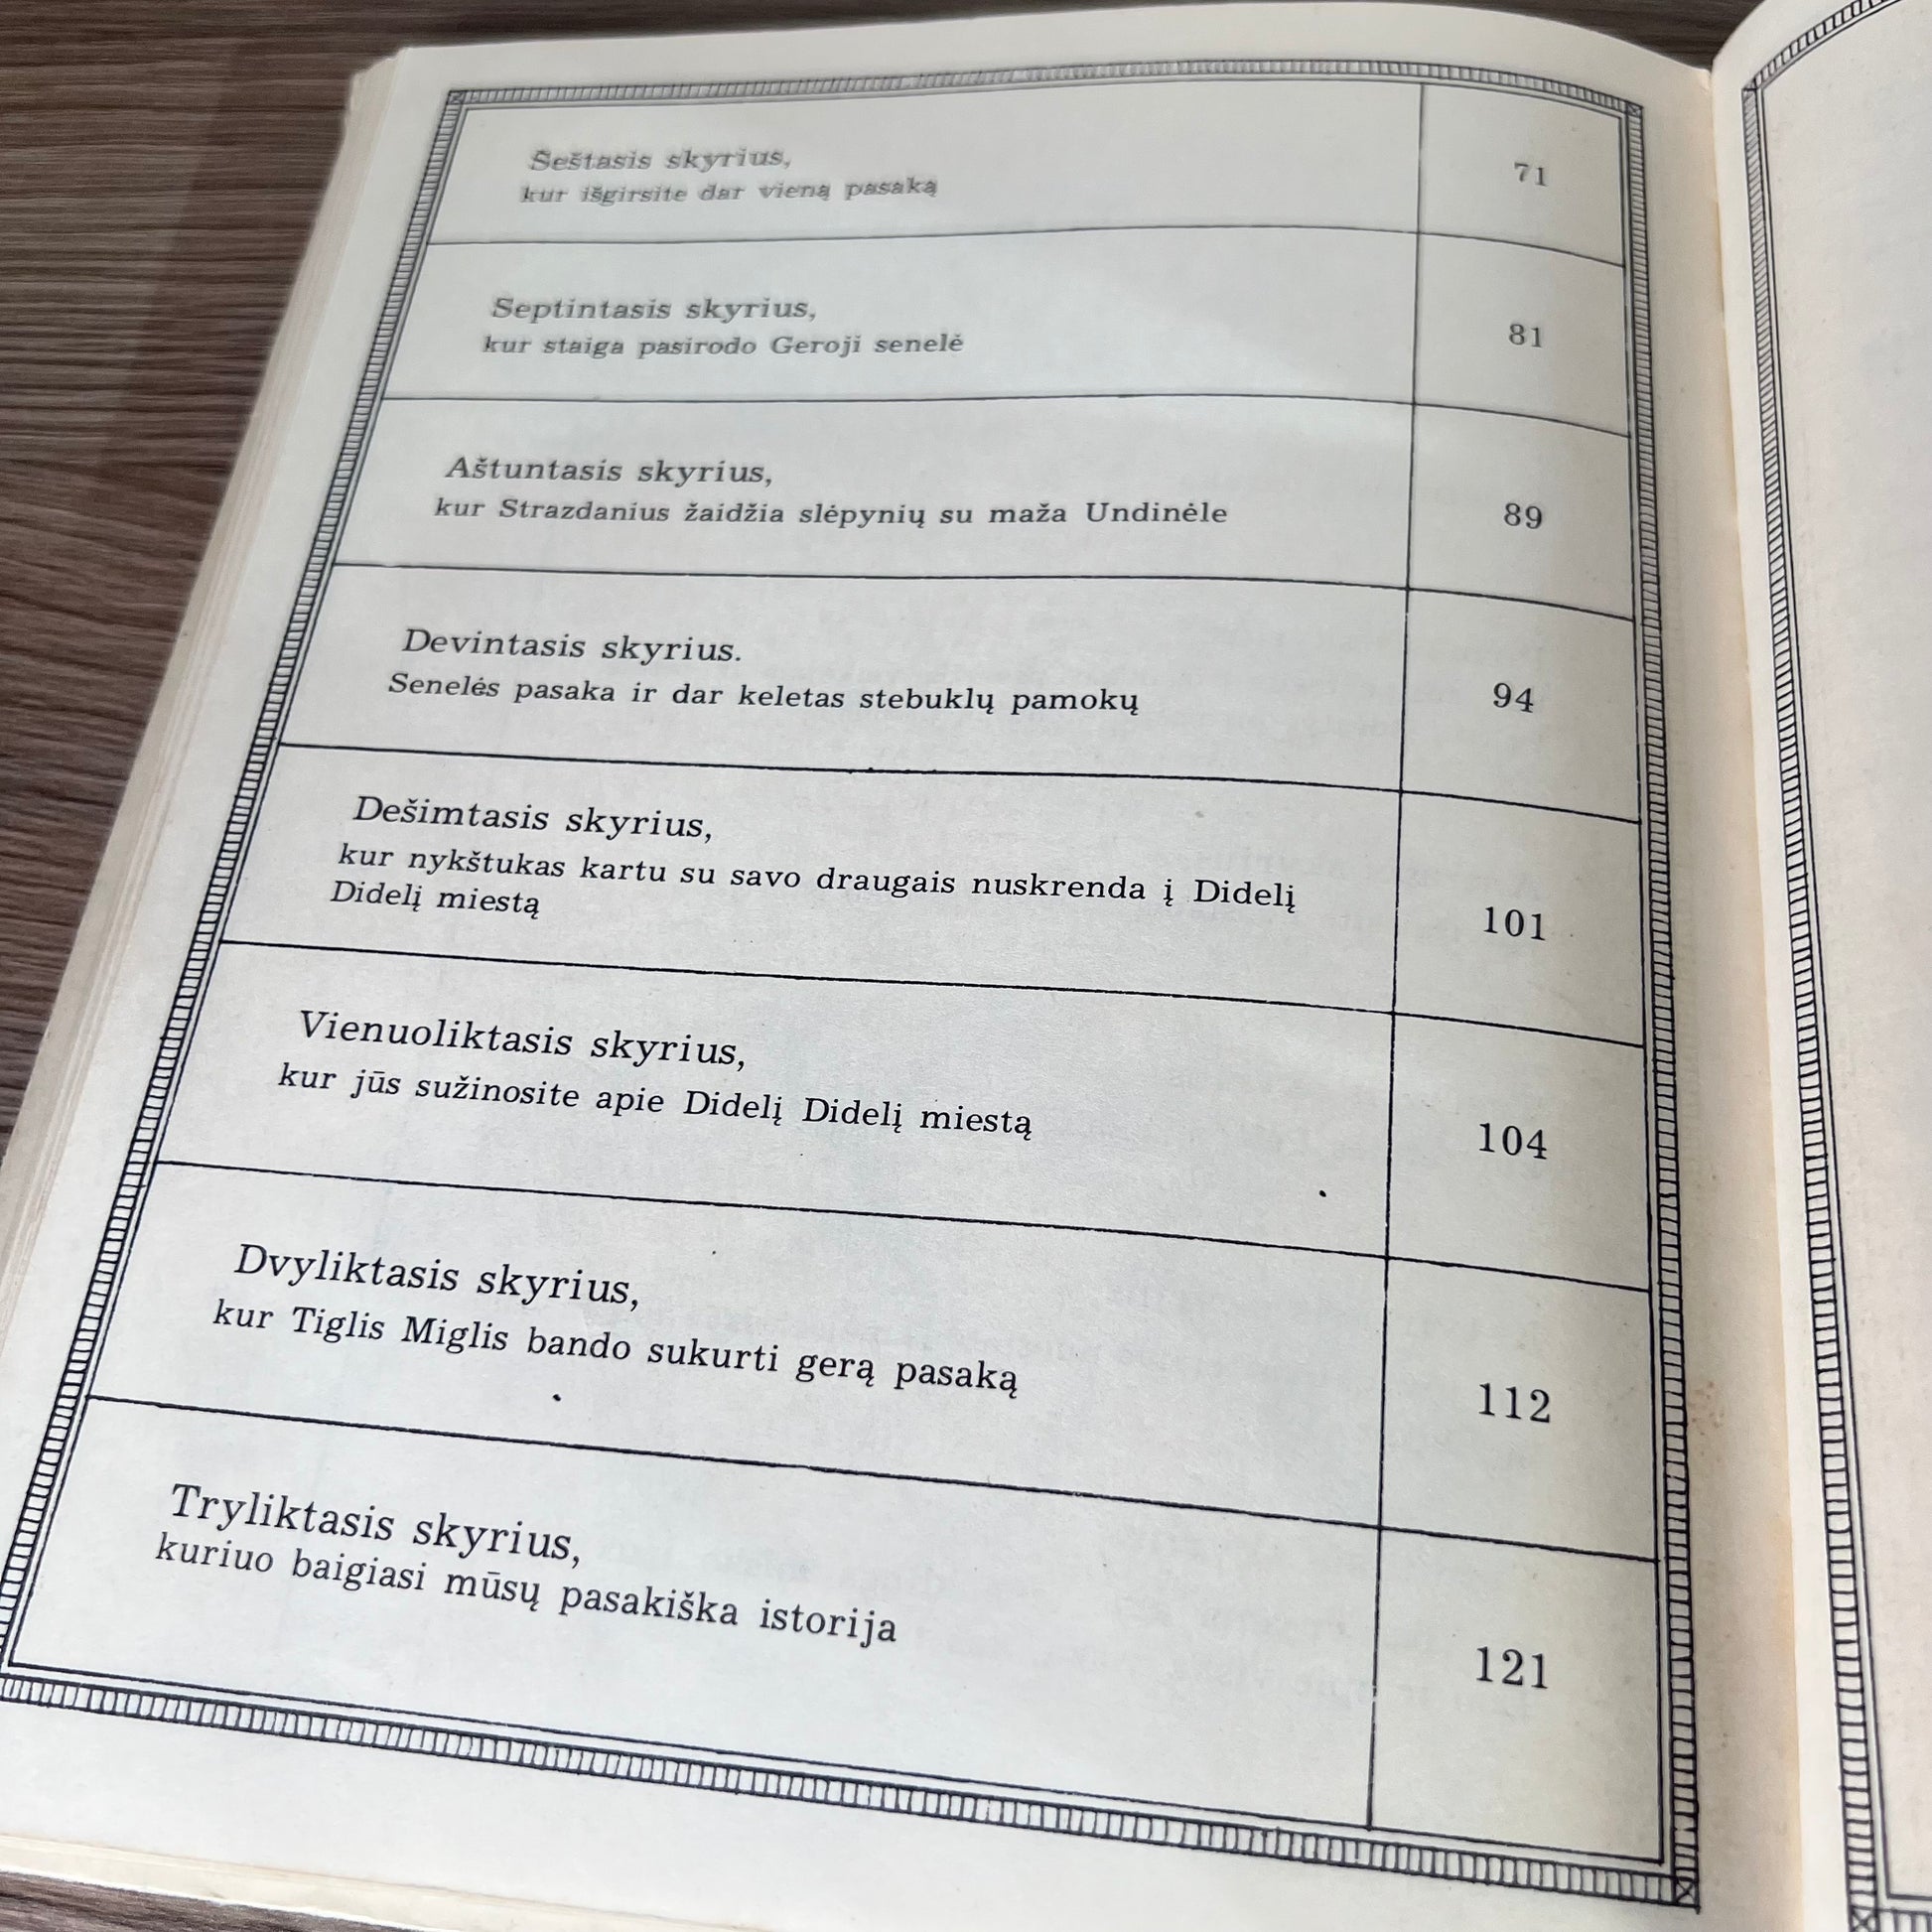 Šeštasis skyrius,
kur išgirsite dar vieną pasaką
71
Septintasis skyrius,
kur staiga pasirodo Geroji senelė
81
Aštuntasis skyrius,
kur Strazdanius žaidžia slėpynių su maža Undinėle
89
Devintasis skyrius.
Senelės pasaka ir dar keletas stebuklų pamokų
94
Dešimtasis skyrius,
kur nykštukas kartu su savo draugais nuskrenda į Didelį
Didelį miestą
101
Vienuoliktasis skyrius,
kur jūs sužinosite apie Didelį Didelį miestą
104
Dvyliktasis skyrius,
kur Tiglis Miglis bando sukurti gerą pasaką
112
Tryliktasis skyrius,
kuriuo baigiasi mūsų pasakiška istorija
121